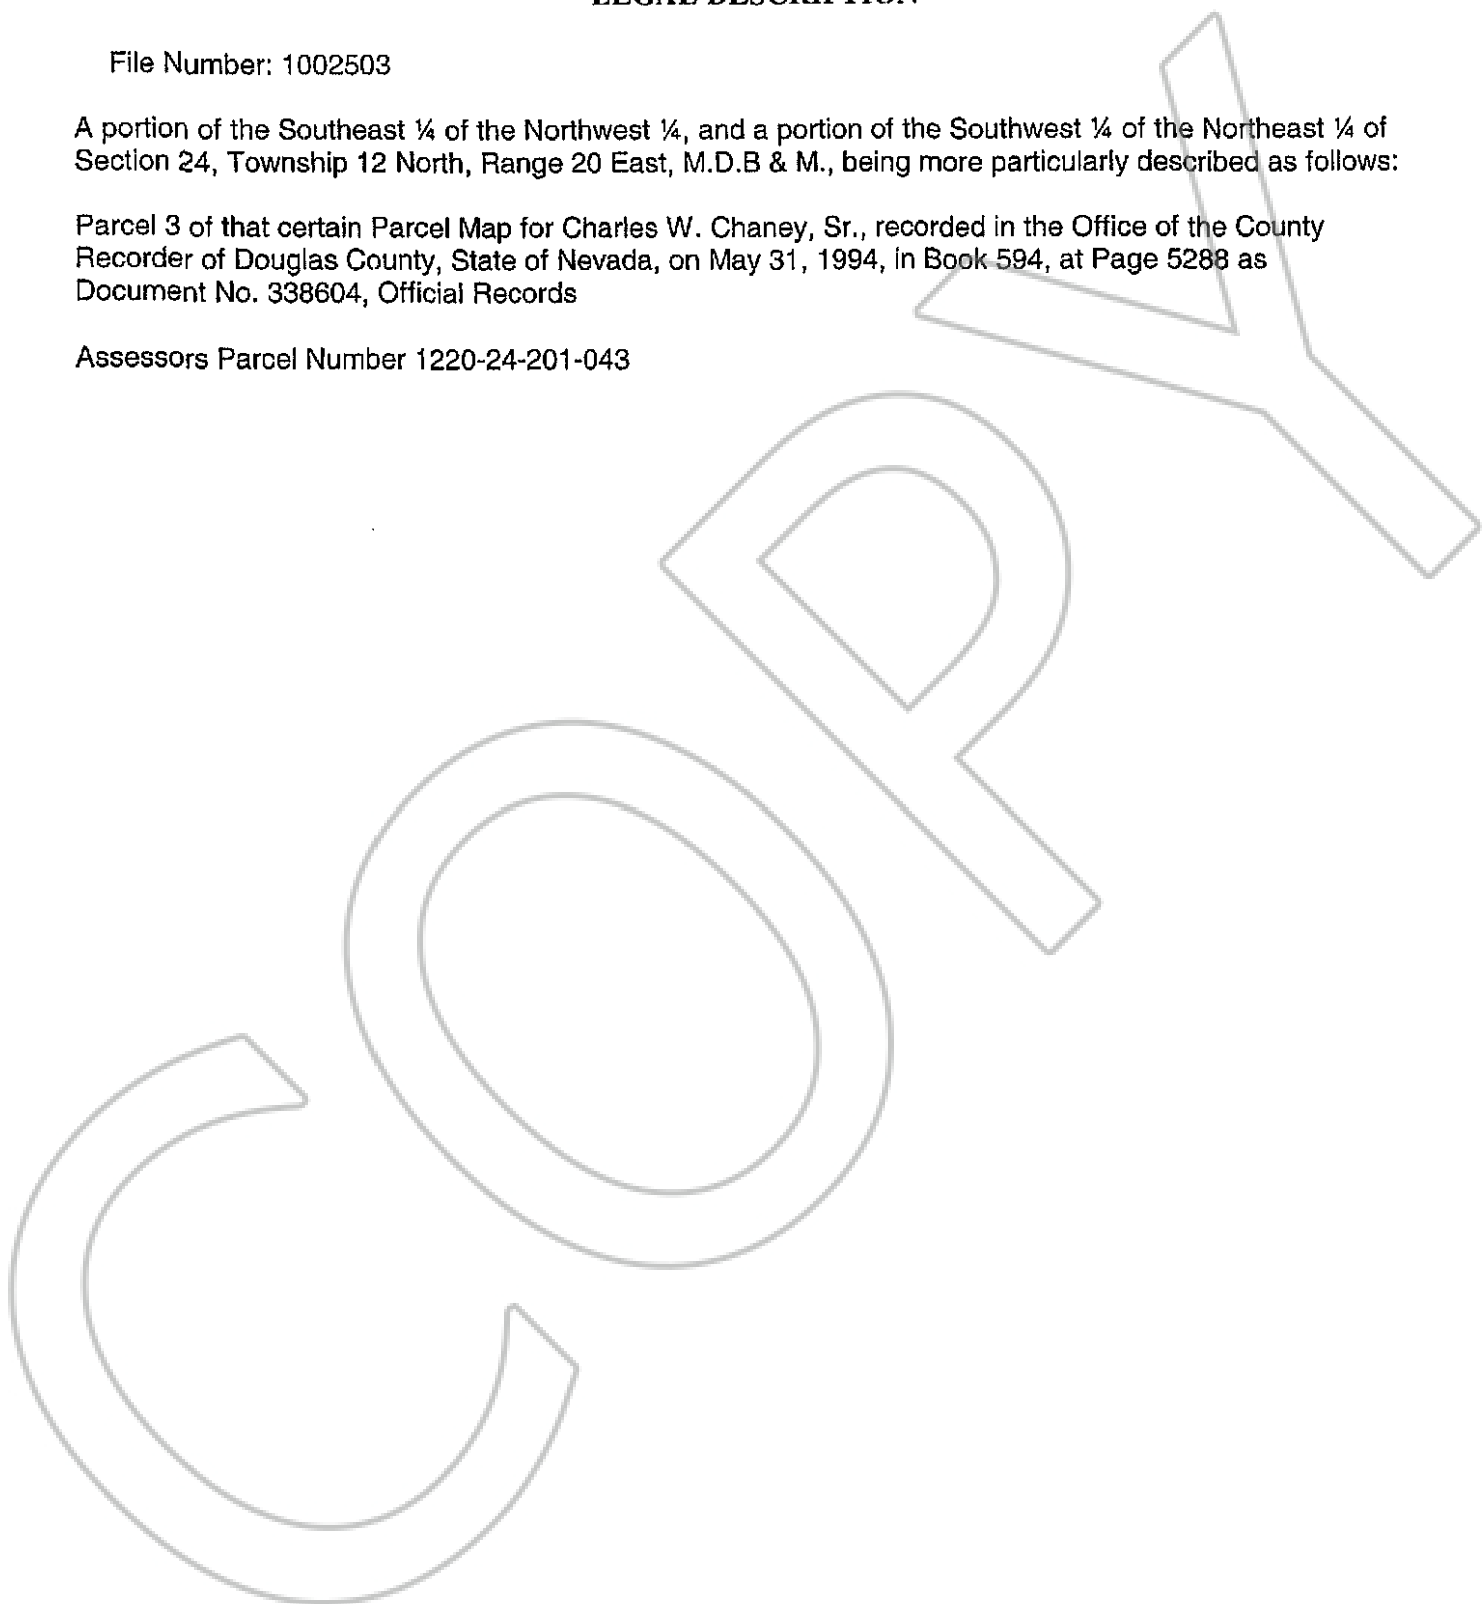 LEGAL DESCRIPTION
File Number: 1002503
A portion of the Southeast ¼ of the Northwest ¼, and a portion of the Southwest ¼ of the Northeast ¼ of
Section 24, Township 12 North, Range 20 East, M.D.B & M., being more particularly described as follows:
Parcel 3 of that certain Parcel Map for Charles W. Chaney, Sr., recorded in the Office of the County
Recorder of Douglas County, State of Nevada, on May 31, 1994, in Book 594, at Page 5288 as
Document No. 338604, Official Records
Assessors Parcel Number 1220-24-201-043
COPY